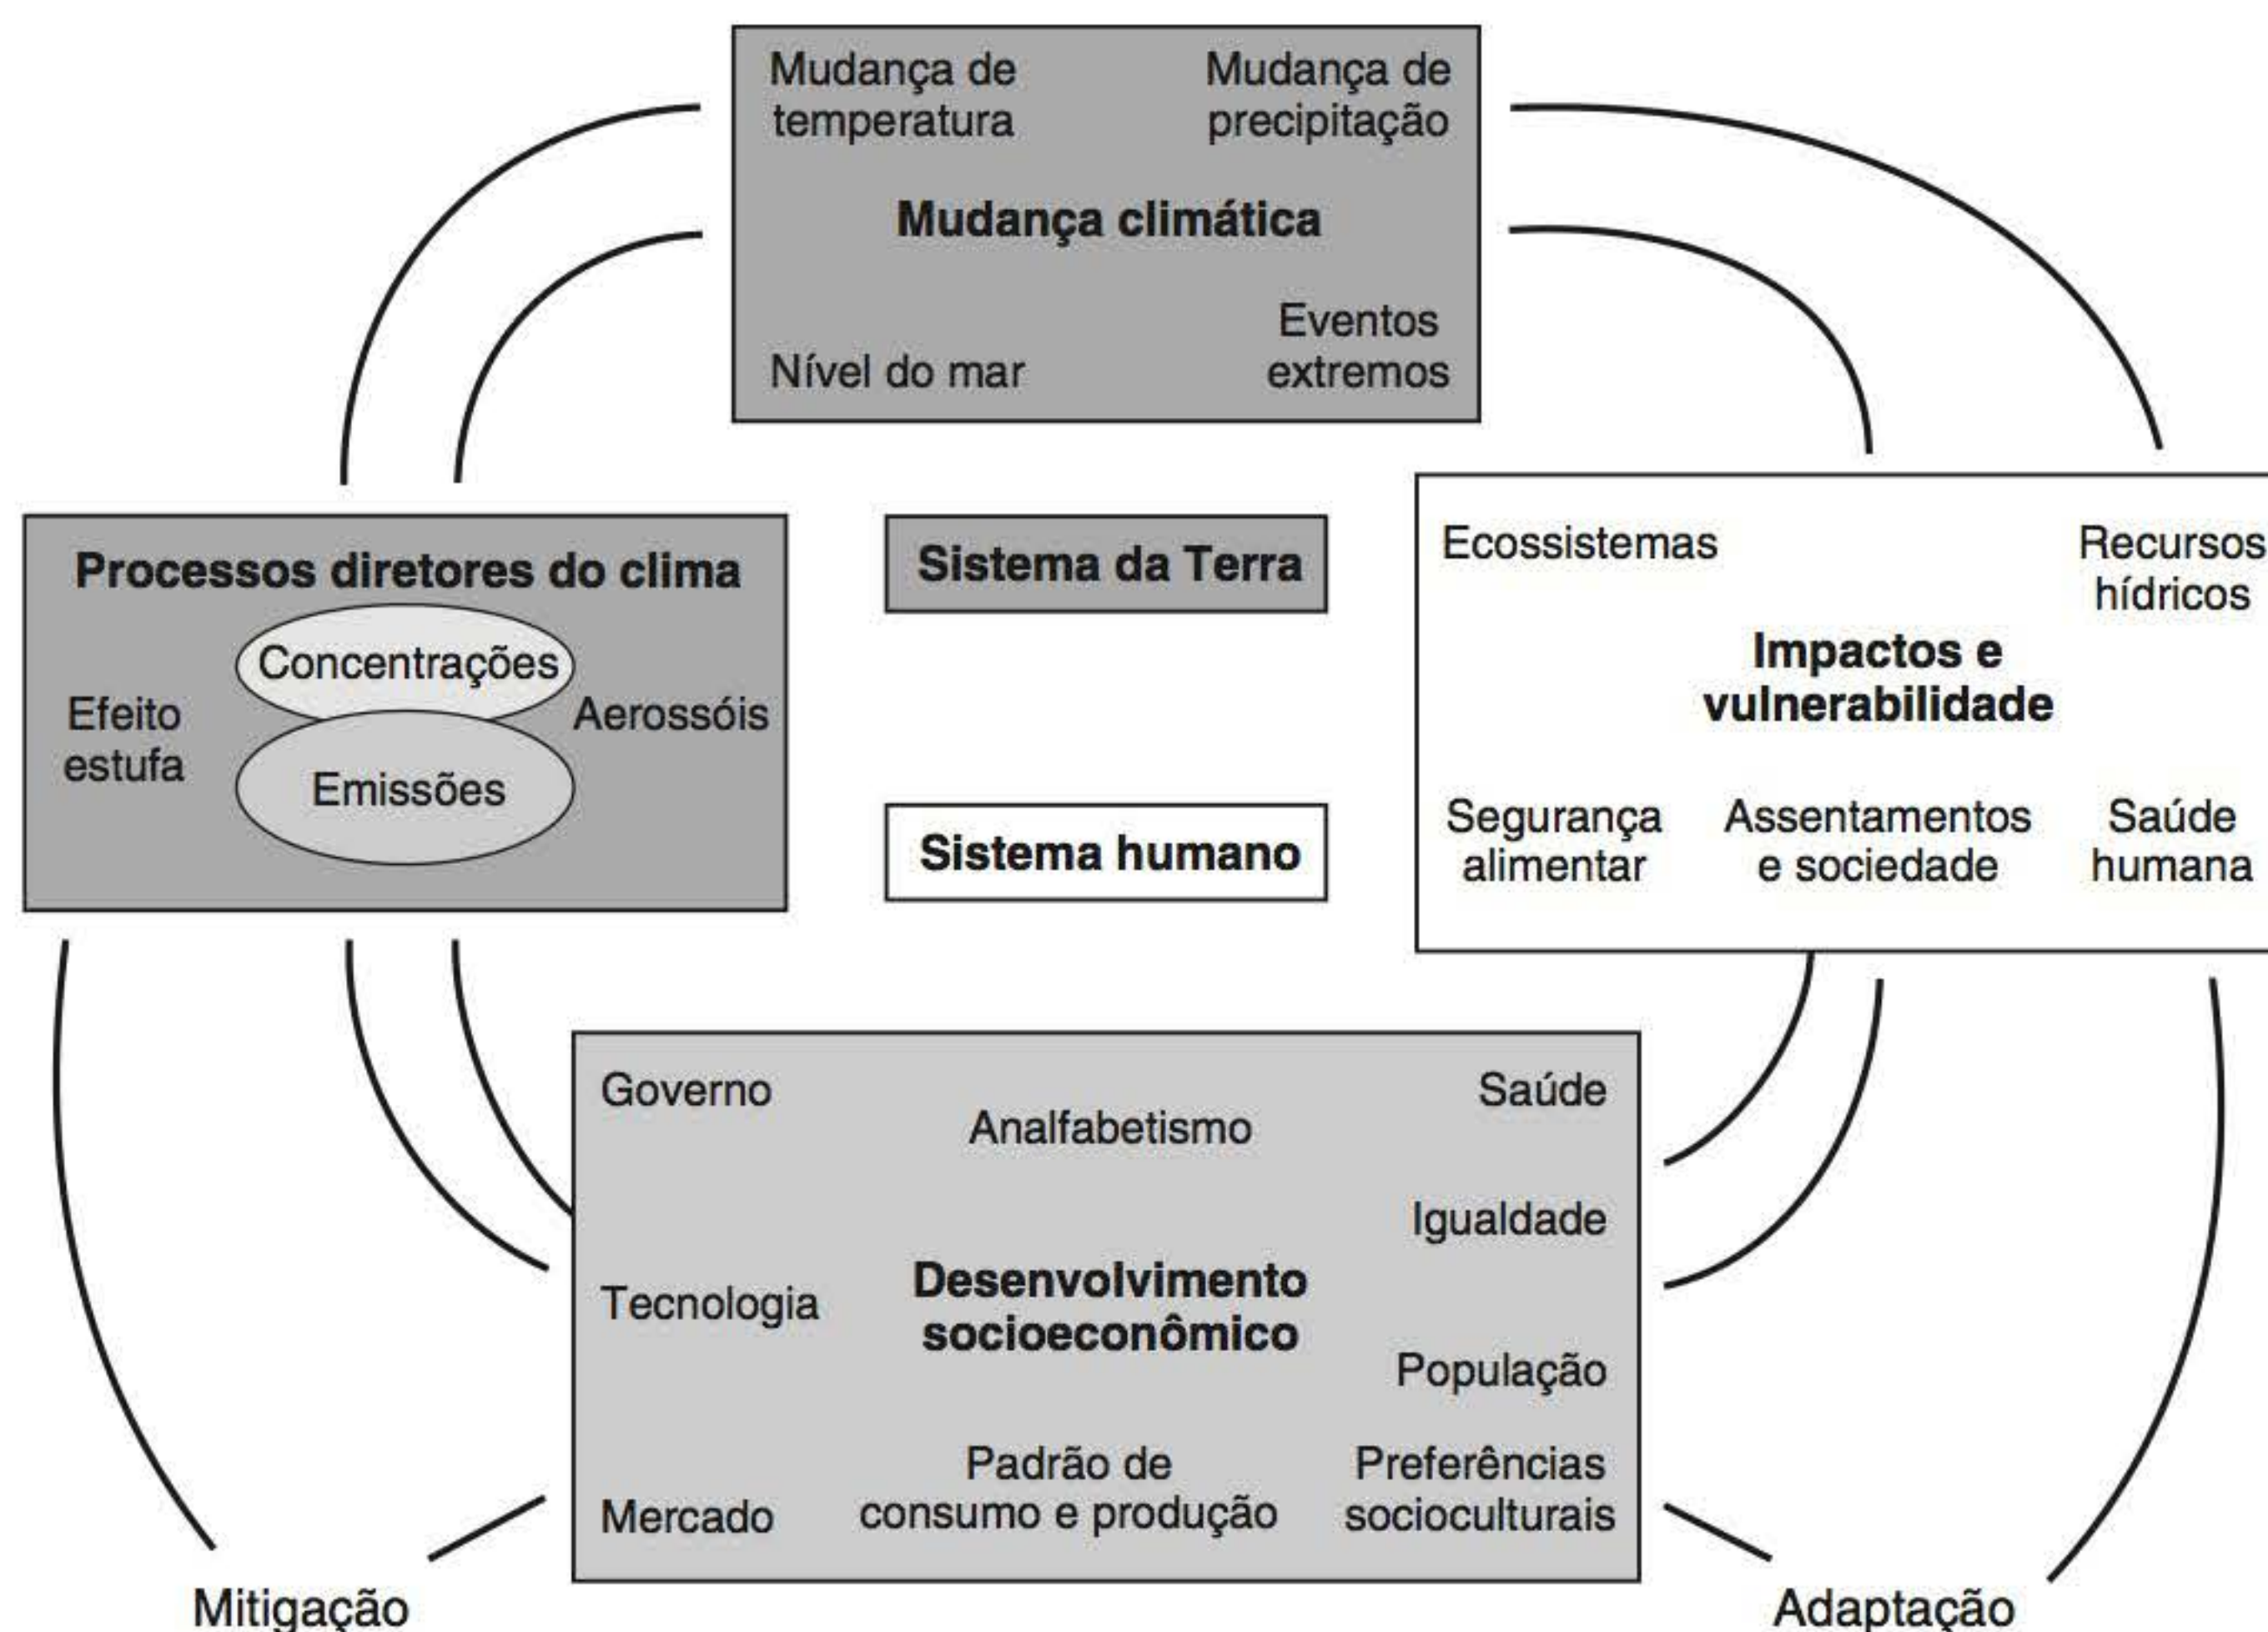 Mudança de
temperatura
Mudança de
precipitação
Mudança climática
Nível do mar
Eventos
extremos
Processos diretores do clima
Concentrações
Efeito
estufa
Aerossóis
Emissões
Sistema da Terra
Sistema humano
Ecossistemas
Recursos
hídricos
Impactos e
vulnerabilidade
Segurança
alimentar
Assentamentos
e sociedade
Saúde
humana
Governo
Analfabetismo
Saúde
Igualdade
Tecnologia
Desenvolvimento
socioeconômico
População
Mercado
Padrão de
consumo e produção
Preferências
socioculturais
Mitigação
Adaptação